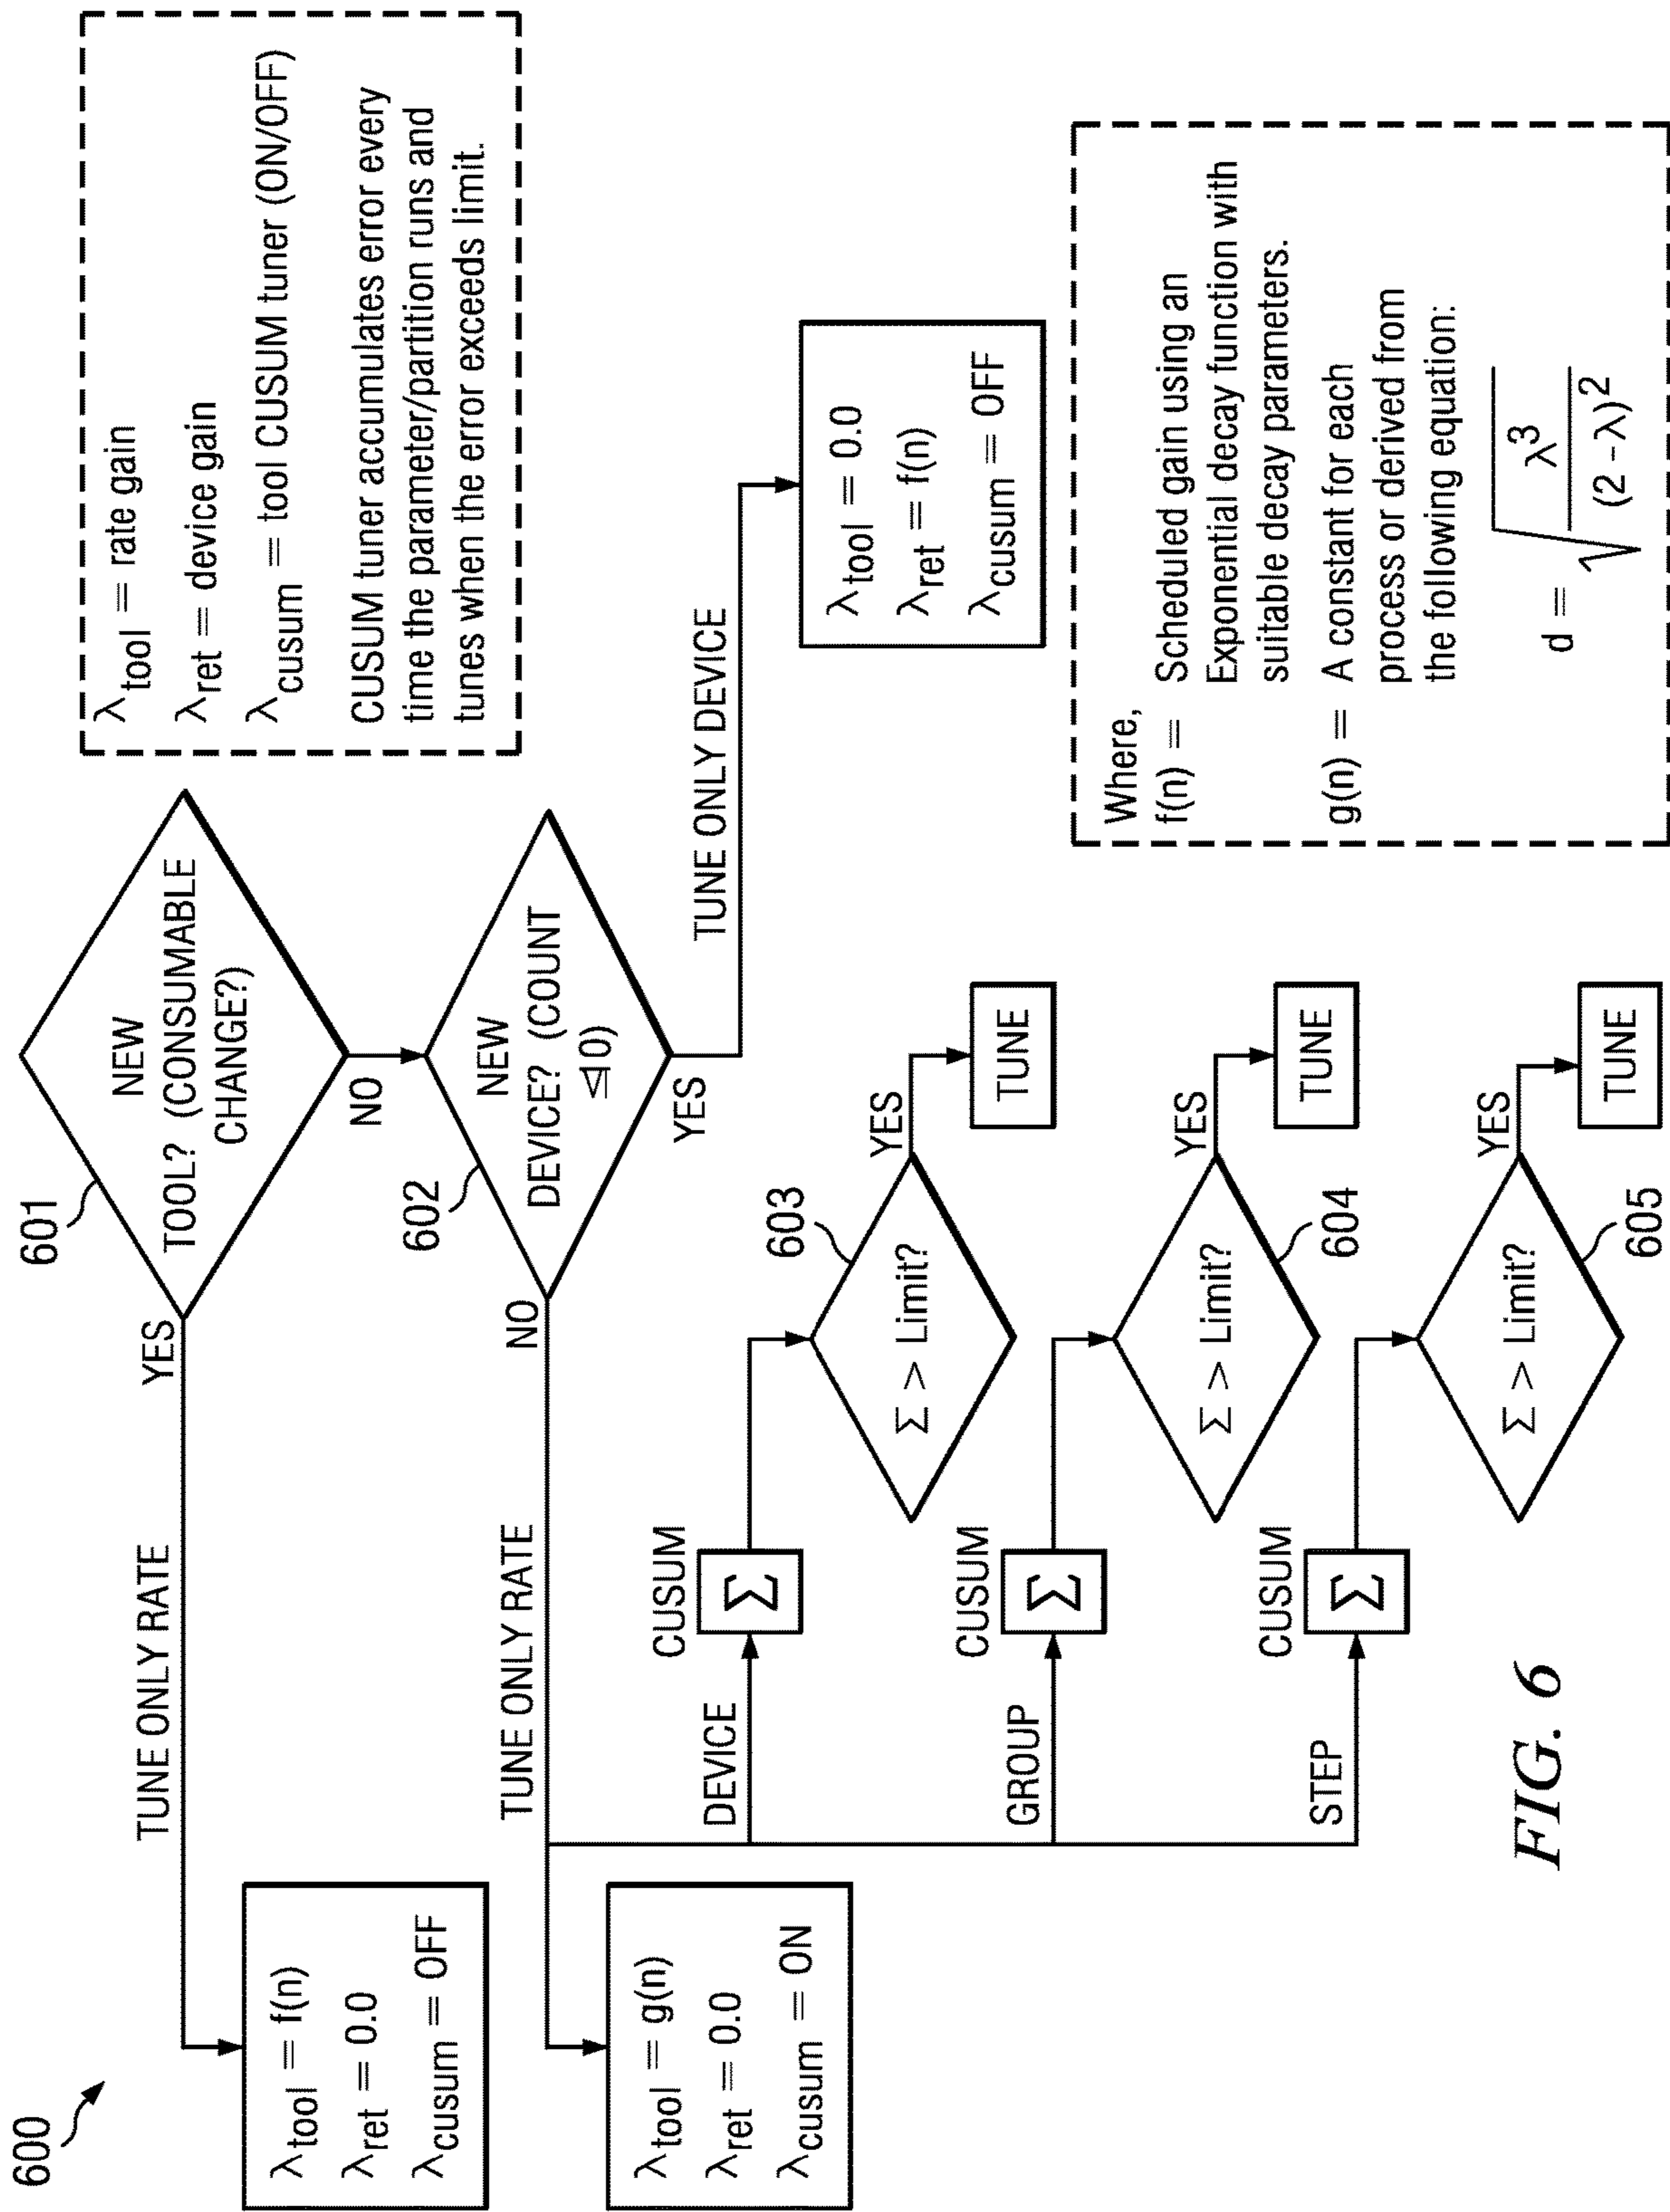 600
601
NEW
TOOL? (CONSUMABLE
CHANGE?)
YES
NO
TUNE ONLY RATE
λtool = f(n)
λret = 0.0
λcusum = OFF
602
NEW
DEVICE? (COUNT
≤10)
NO
YES
TUNE ONLY RATE
λtool = g(n)
λret = 0.0
λcusum = ON
TUNE ONLY DEVICE
λtool = 0.0
λret = f(n)
λcusum = OFF
DEVICE
CUSUM
Σ
603
Σ > Limit?
YES
TUNE
GROUP
CUSUM
Σ
604
Σ > Limit?
YES
TUNE
STEP
CUSUM
Σ
605
Σ > Limit?
YES
TUNE
λtool = rate gain
λret = device gain
λcusum = tool CUSUM tuner (ON/OFF)
CUSUM tuner accumulates error every
time the parameter/partition runs and
tunes when the error exceeds limit.
Where,
f(n) = Scheduled gain using an
Exponential decay function with
suitable decay parameters.
g(n) = A constant for each
process or derived from
the following equation:
d = √(λ³/(2-λ)²)
FIG. 6